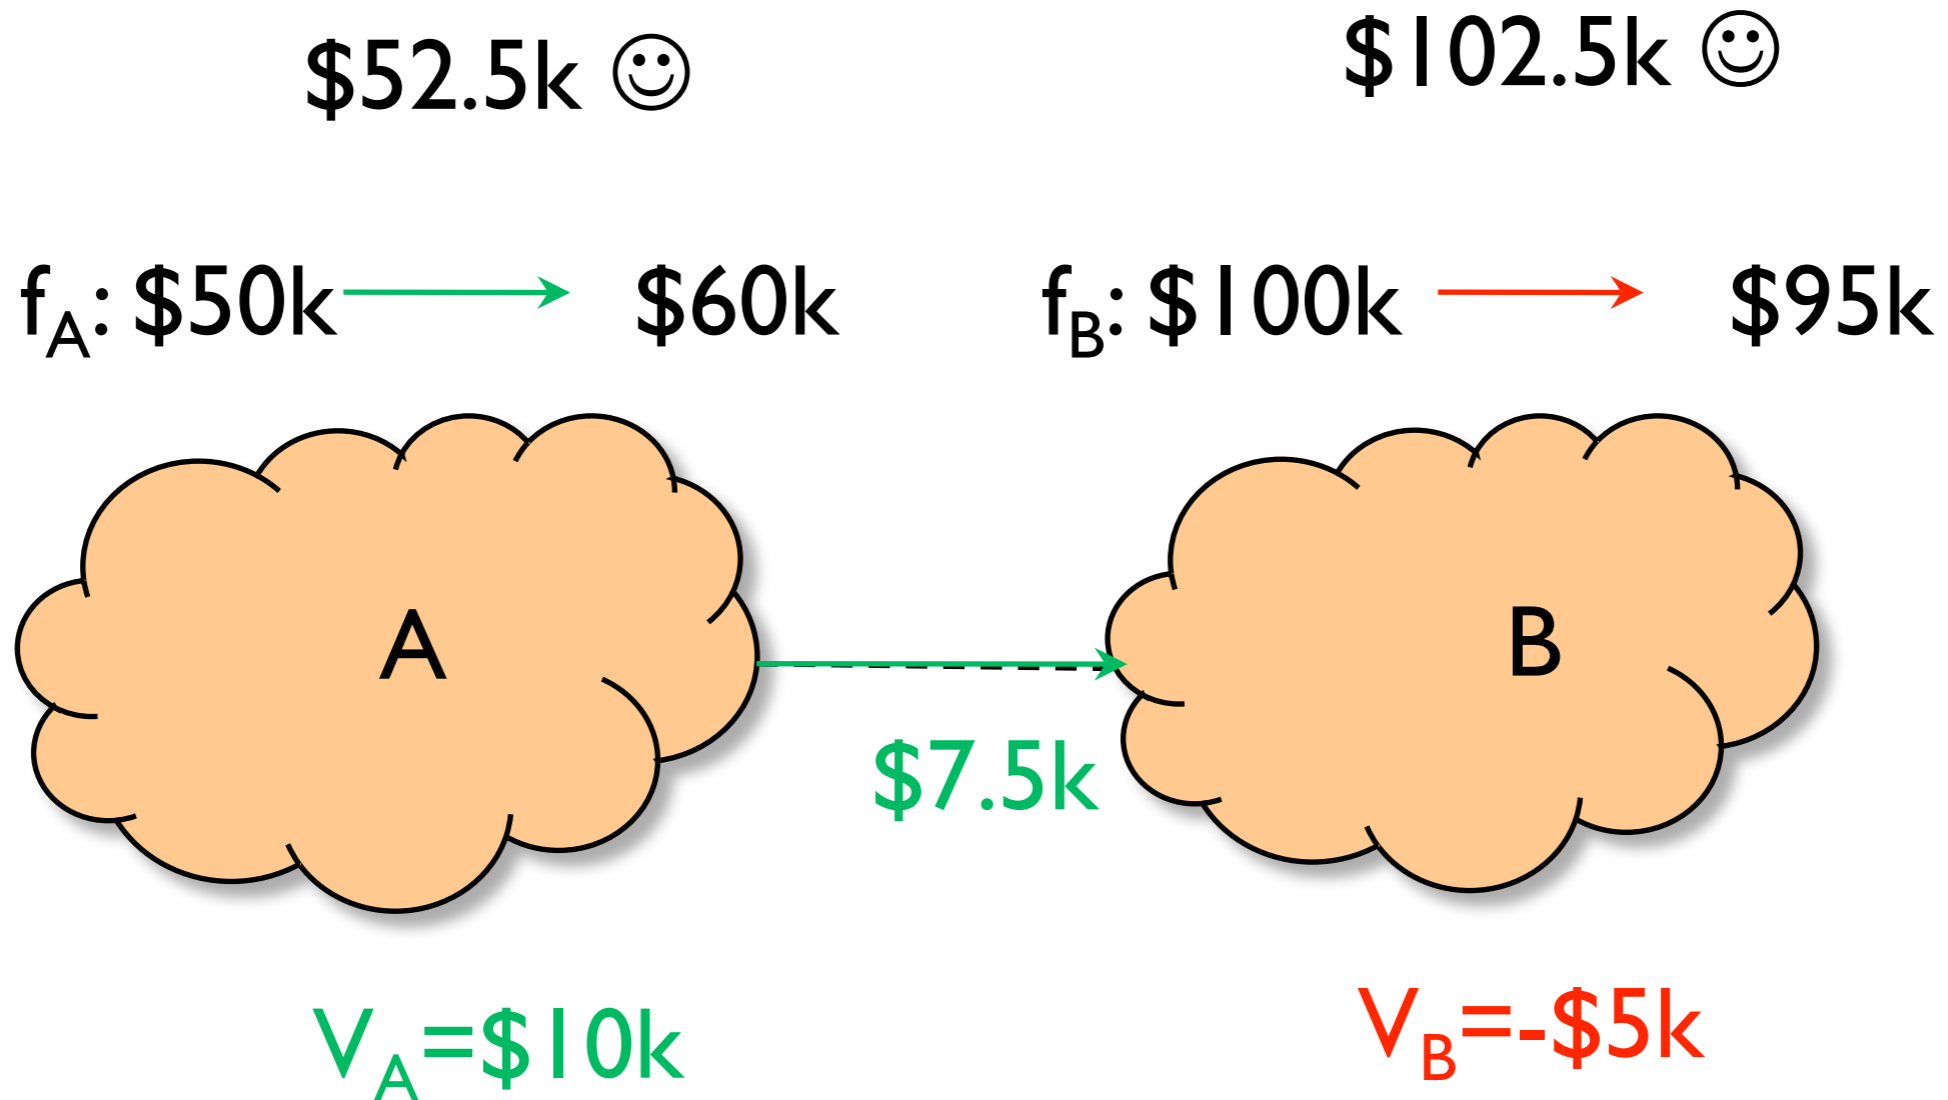 $52.5k ☺
$102.5k ☺
fA: $50k $60k
fB: $100k $95k
A
B
$7.5k
VA=$10k
VB=-$5k